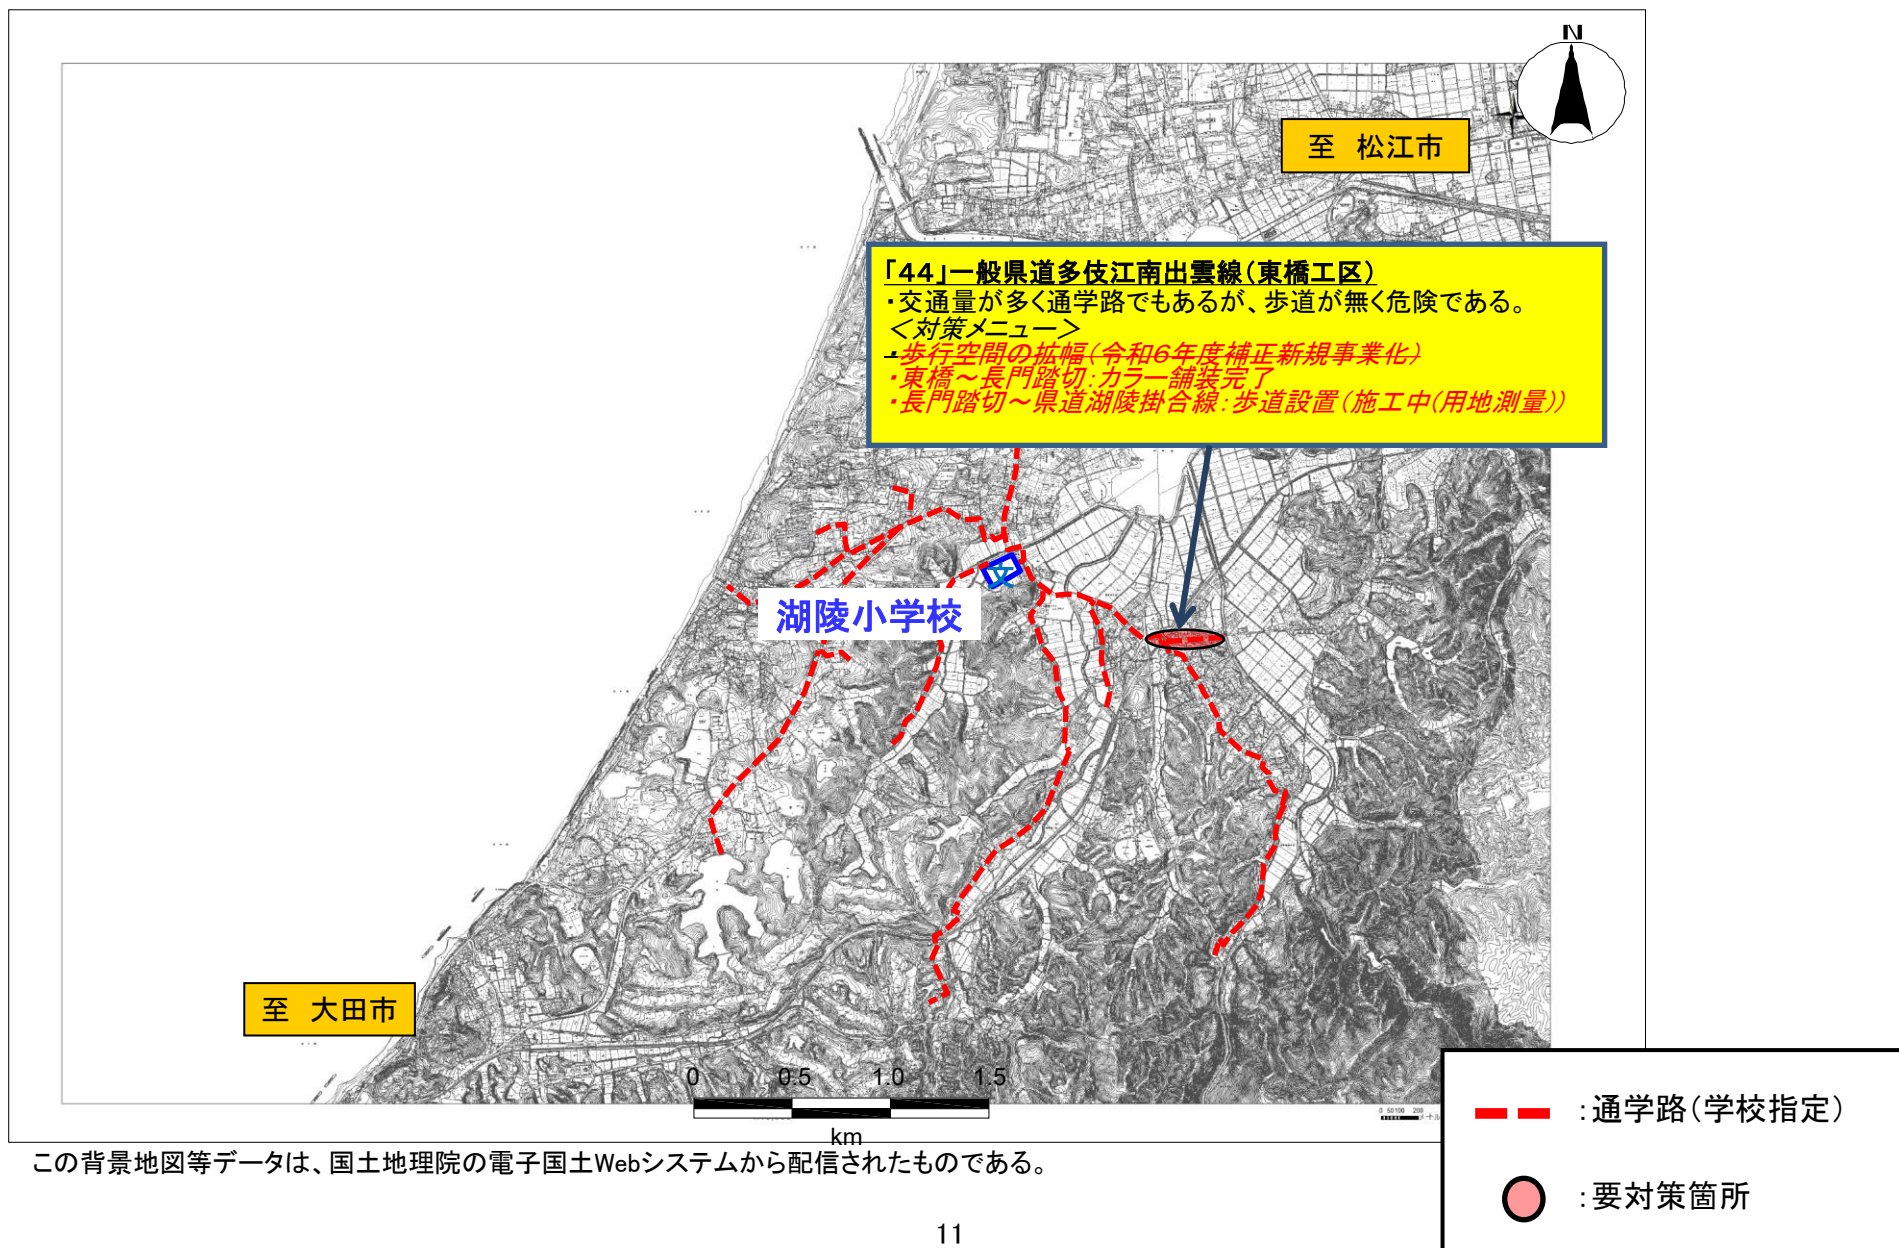 N
至　松江市
「44」一般県道多伎江南出雲線（東橋工区）
・交通量が多く通学路でもあるが、歩道が無く危険である。
＜対策メニュー＞
・歩行空間の拡幅（令和6年度補正新規事業化）
・東橋～長門踏切：カラー舗装完了
・長門踏切～県道湖陵掛合線：歩道設置（施工中（用地測量））
文
湖陵小学校
至　大田市
0 0.5 1.0 1.5
km
：通学路（学校指定）
：要対策箇所
この背景地図等データは、国土地理院の電子国土Webシステムから配信されたものである。
11